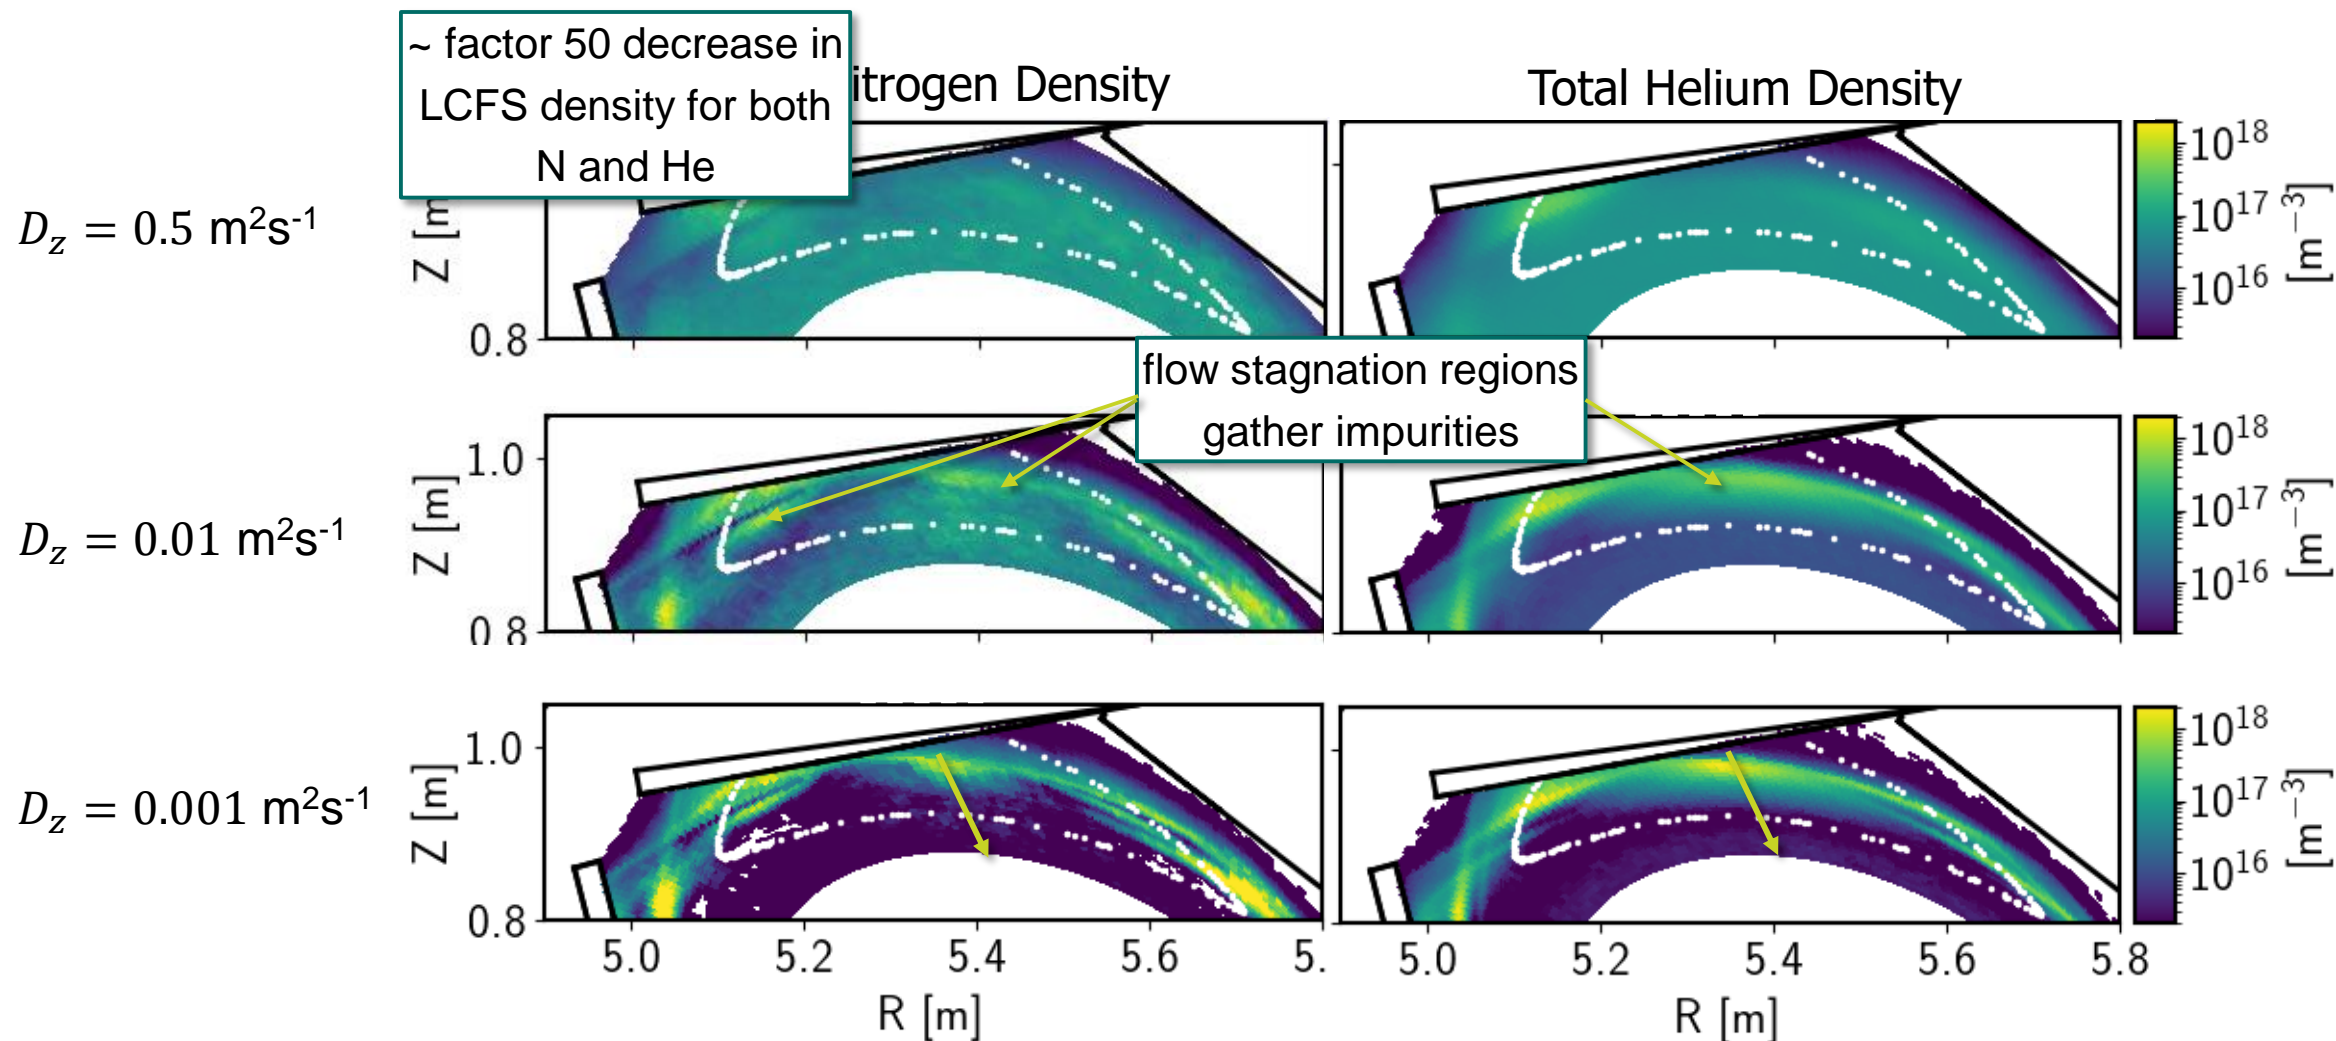 ~ factor 50 decrease in
LCFS density for both
N and He
itrogen Density
Total Helium Density
D_z = 0.5 m²s⁻¹
Z [m
0.8
10¹⁸
10¹⁷
10¹⁶
[m⁻³]
flow stagnation regions
gather impurities
D_z = 0.01 m²s⁻¹
Z [m]
1.0
0.8
10¹⁸
10¹⁷
10¹⁶
[m⁻³]
D_z = 0.001 m²s⁻¹
Z [m]
1.0
0.8
10¹⁸
10¹⁷
10¹⁶
[m⁻³]
5.0 5.2 5.4 5.6 5.
5.0 5.2 5.4 5.6 5.8
R [m]
R [m]